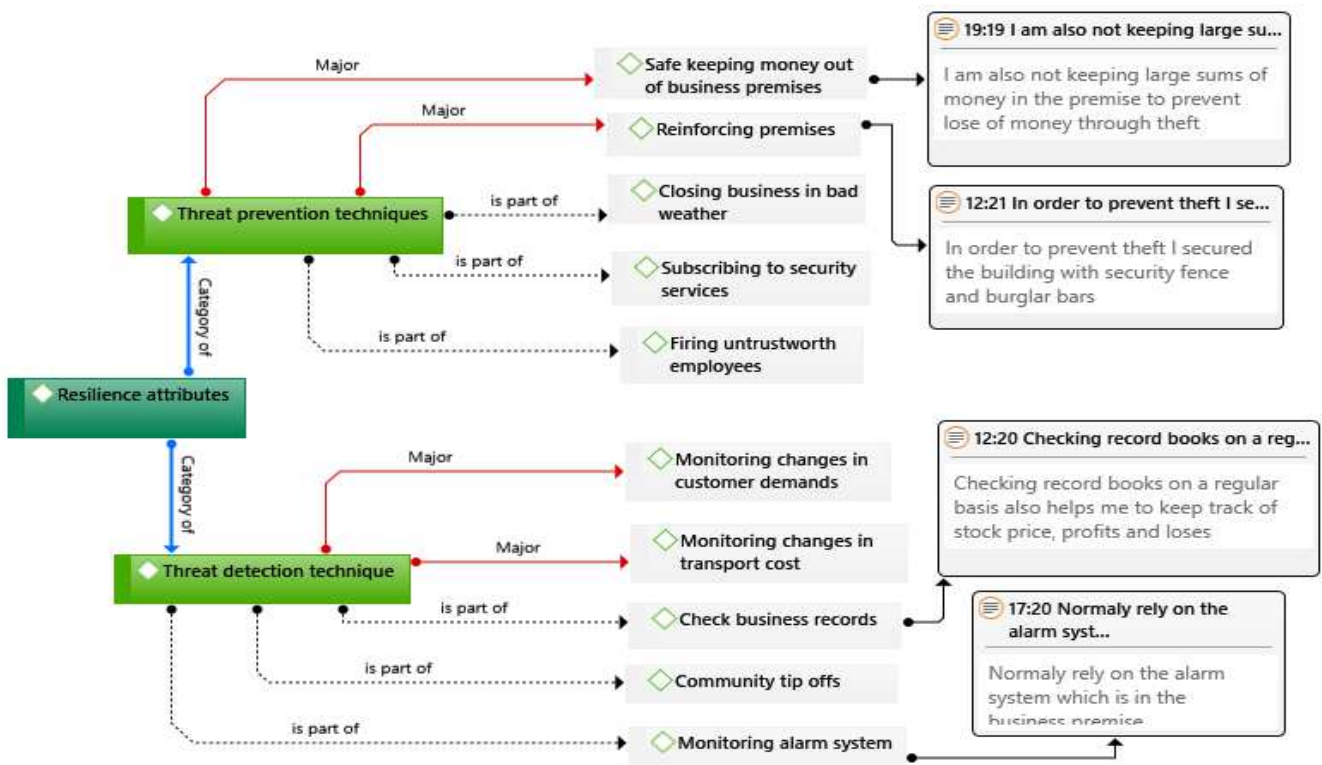 19:19 I am also not keeping large su...
I am also not keeping large sums of
money in the premise to prevent
lose of money through theft
Major
Safe keeping money out
of business premises
Major
Reinforcing premises
12:21 In order to prevent theft I se...
In order to prevent theft I secured
the building with security fence
and burglar bars
Threat prevention techniques
is part of
Closing business in bad
weather
is part of
Subscribing to security
services
is part of
Firing untrustworth
employees
Category of
Resilience attributes
Category of
12:20 Checking record books on a reg...
Checking record books on a regular
basis also helps me to keep track of
stock price, profits and loses
Major
Monitoring changes in
customer demands
Major
Monitoring changes in
transport cost
Threat detection technique
is part of
Check business records
17:20 Normaly rely on the
alarm syst...
Normaly rely on the alarm
system which is in the
business premise
is part of
Community tip offs
is part of
Monitoring alarm system